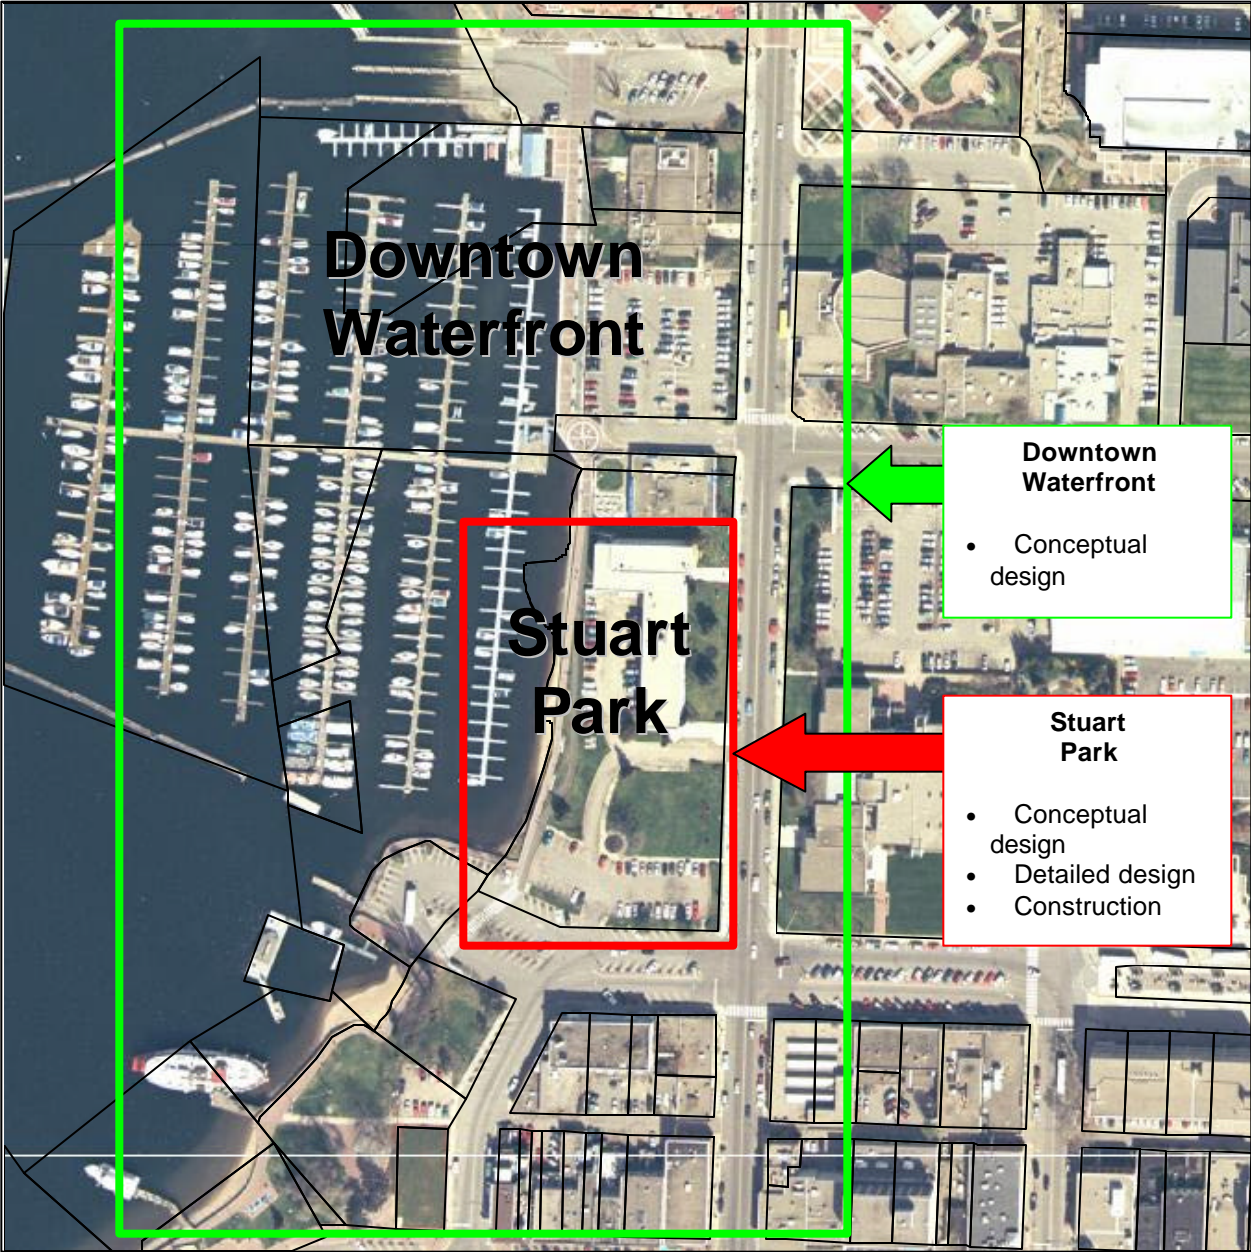 Downtown
Waterfront
Downtown
Waterfront
• Conceptual
design
Stuart
Park
Stuart
Park
• Conceptual
design
• Detailed design
• Construction